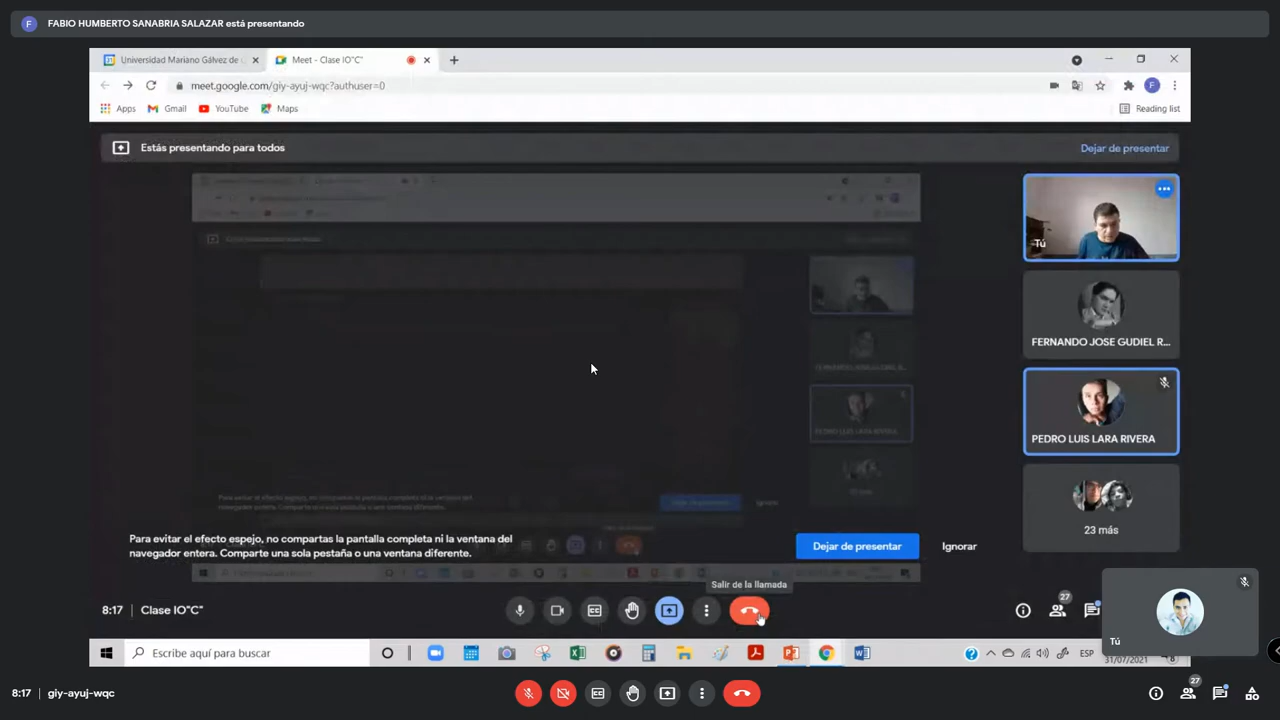 F FABIO HUMBERTO SANABRIA SALAZAR está presentando
Universidad Mariano Gálvez de G
Meet - Clase IO"C"
meet.google.com/giy-ayuj-wqc?authuser=0
F
Apps Gmail YouTube Maps
Reading list
Estás presentando para todos
Dejar de presentar
Tú
FERNANDO JOSE GUDIEL R...
PEDRO LUIS LARA RIVERA
23 más
Para evitar el efecto espejo, no compartas la pantalla completa ni la ventana del
navegador entera. Comparte una sola pestaña o una ventana diferente.
Dejar de presentar
Ignorar
Salir de la llamada
8:17 Clase IO"C"
27
Tú
Escribe aquí para buscar
ESP
31/07/2021
8:17 giy-ayuj-wqc
27